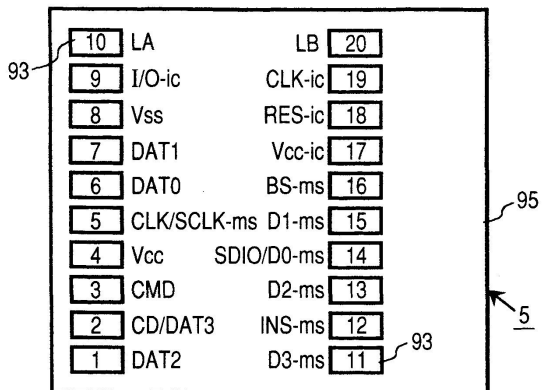 93
10 LA LB 20
9 I/O-ic CLK-ic 19
8 Vss RES-ic 18
7 DAT1 Vcc-ic 17
6 DAT0 BS-ms 16
95
5 CLK/SCLK-ms D1-ms 15
4 Vcc SDIO/D0-ms 14
3 CMD D2-ms 13
5
2 CD/DAT3 INS-ms 12
93
1 DAT2 D3-ms 11